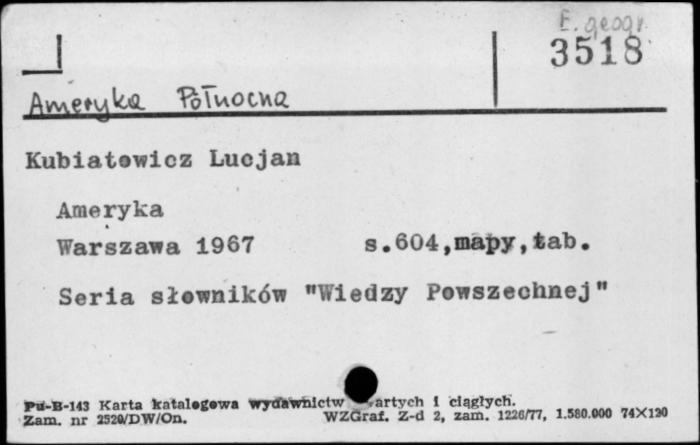 E. geogr.
3518
Ameryka Północna
Kubiatowicz Lucjan
Ameryka
Warszawa 1967 s.604,mapy,tab.
Seria słowników "Wiedzy Powszechnej"
Pu-B-143 Karta katalogowa wydawnictw artych i ciągłych.
Zam. nr 2520/DW/On. WZGraf. Z-d 2, zam. 1226/77, 1.580.000 74X120